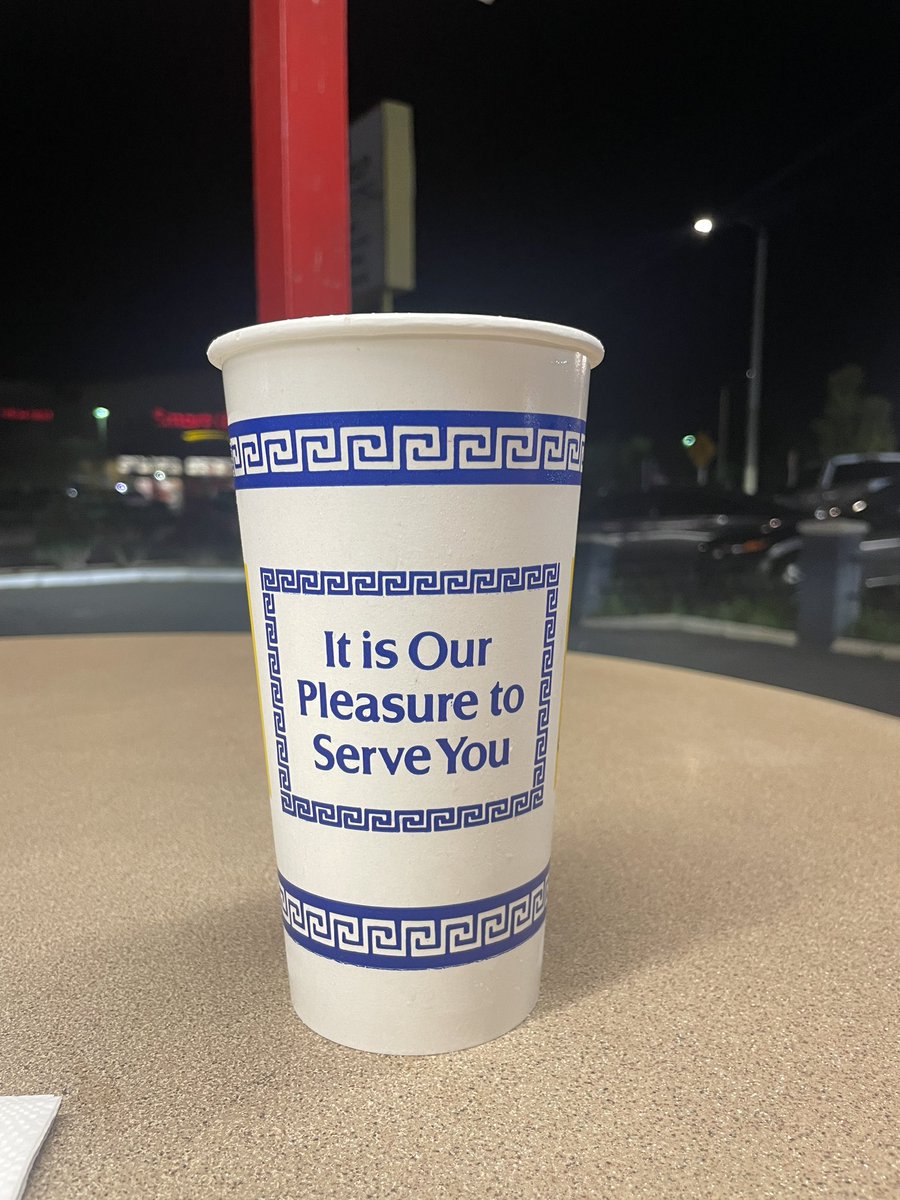 It is Our
Pleasure to
Serve You